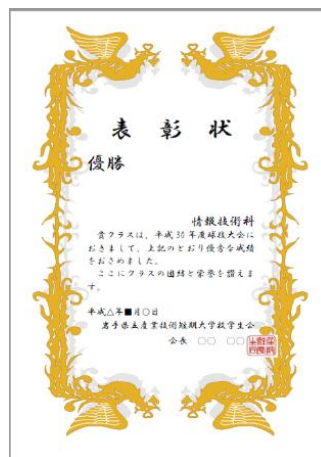 表彰状
優勝
情報技術科
貴クラスは、平成30年度球技大会に
おきまして、上記のとおり優秀な成績
をおさめました。
ここにクラスの団結と栄誉を讃えま
す。
平成△年■月〇日
岩手県立産業技術短期大学校学生会
会長 〇〇 〇〇